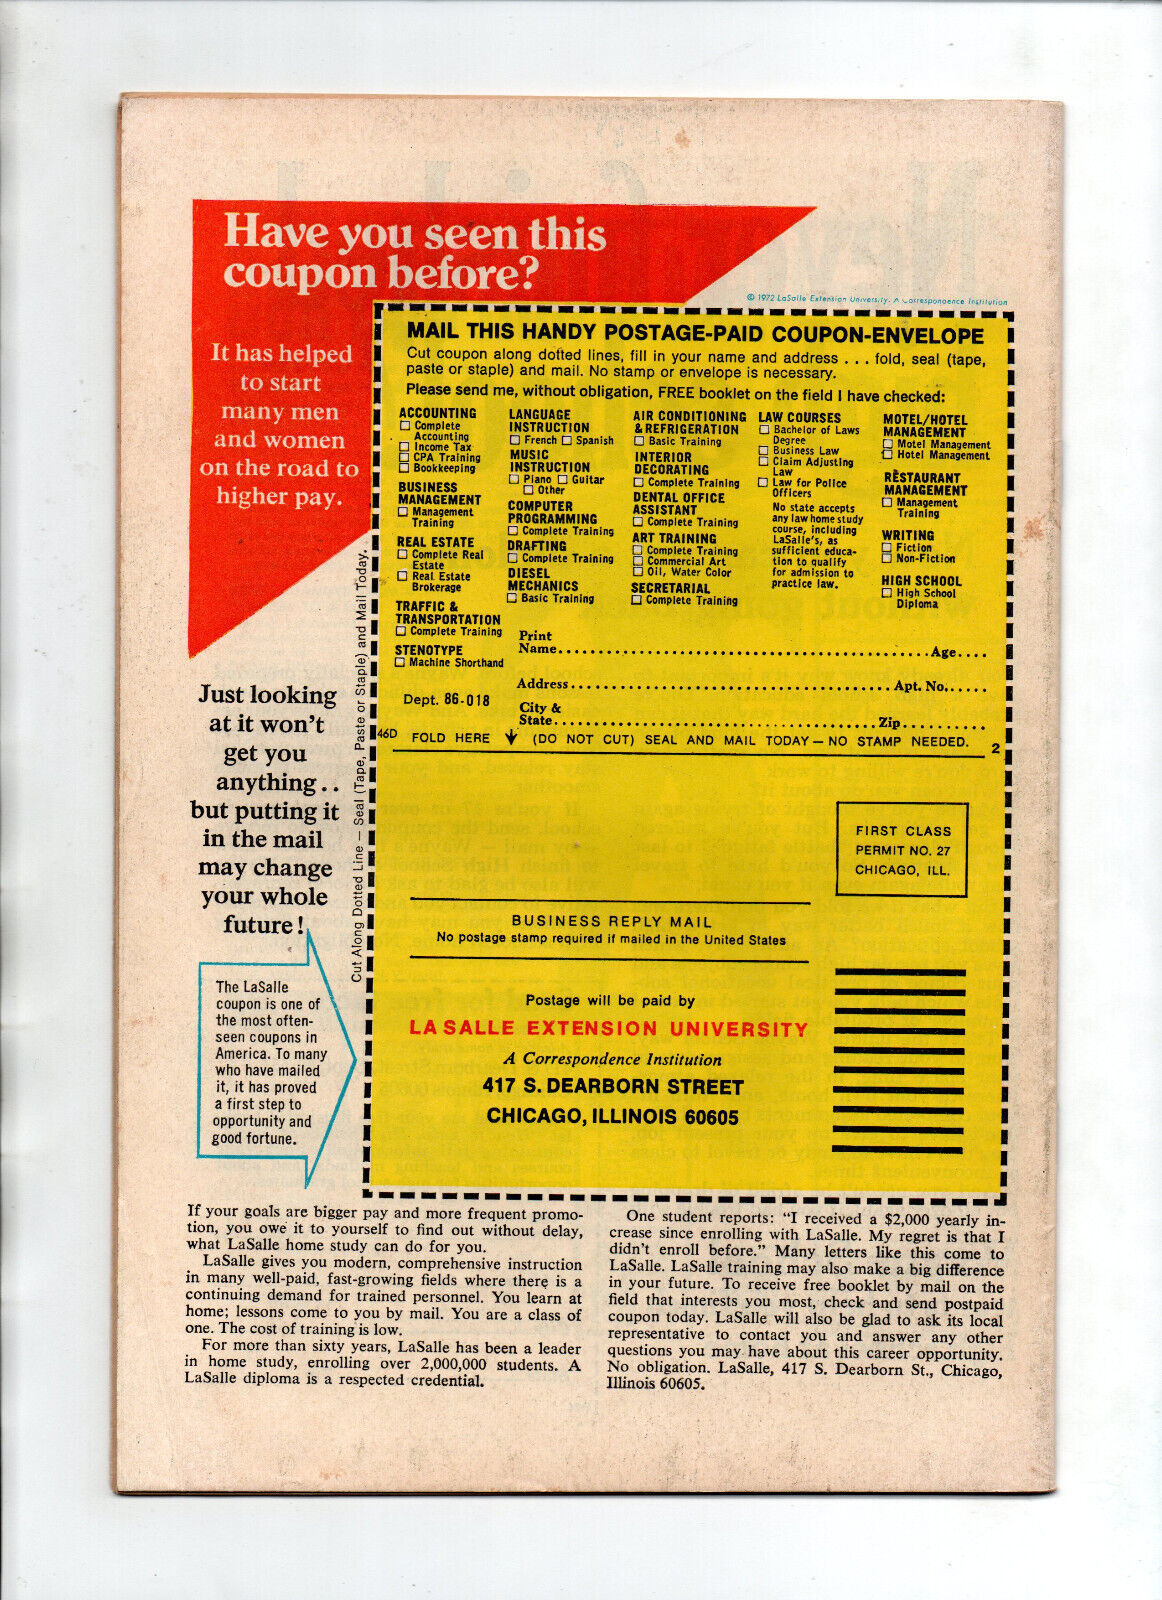 Have you seen this
coupon before?
© 1972 LaSalle Extension University. A Correspondence Institution
It has helped
to start
many men
and women
on the road to
higher pay.
Just looking
at it won't
get you
anything..
but putting it
in the mail
may change
your whole
future!
The LaSalle
coupon is one of
the most often-
seen coupons in
America. To many
who have mailed
it, it has proved
a first step to
opportunity and
good fortune.
Cut Along Dotted Line — Seal (Tape, Paste or Staple) and Mail Today.
MAIL THIS HANDY POSTAGE-PAID COUPON-ENVELOPE
Cut coupon along dotted lines, fill in your name and address . . . fold, seal (tape,
paste or staple) and mail. No stamp or envelope is necessary.
Please send me, without obligation, FREE booklet on the field I have checked:
ACCOUNTING
☐ Complete
Accounting
☐ Income Tax
☐ CPA Training
☐ Bookkeeping
BUSINESS
MANAGEMENT
☐ Management
Training
REAL ESTATE
☐ Complete Real
Estate
☐ Real Estate
Brokerage
TRAFFIC &
TRANSPORTATION
☐ Complete Training
STENOTYPE
☐ Machine Shorthand
LANGUAGE
INSTRUCTION
☐ French ☐ Spanish
MUSIC
INSTRUCTION
☐ Piano ☐ Guitar
☐ Other
COMPUTER
PROGRAMMING
☐ Complete Training
DRAFTING
☐ Complete Training
DIESEL
MECHANICS
☐ Basic Training
AIR CONDITIONING
& REFRIGERATION
☐ Basic Training
INTERIOR
DECORATING
☐ Complete Training
DENTAL OFFICE
ASSISTANT
☐ Complete Training
ART TRAINING
☐ Complete Training
☐ Commercial Art
☐ Oil, Water Color
SECRETARIAL
☐ Complete Training
LAW COURSES
☐ Bachelor of Laws
Degree
☐ Business Law
☐ Claim Adjusting
Law
☐ Law for Police
Officers
No state accepts
any law home study
course, including
LaSalle's, as
sufficient educa-
tion to qualify
for admission to
practice law.
MOTEL/HOTEL
MANAGEMENT
☐ Motel Management
☐ Hotel Management
RESTAURANT
MANAGEMENT
☐ Management
Training
WRITING
☐ Fiction
☐ Non-Fiction
HIGH SCHOOL
☐ High School
Diploma
Print
Name.......... Age....
Address.......... Apt. No......
Dept. 86-018
City &
State.......... Zip..........
46D FOLD HERE ↓ (DO NOT CUT) SEAL AND MAIL TODAY — NO STAMP NEEDED. 2
FIRST CLASS
PERMIT NO. 27
CHICAGO, ILL.
BUSINESS REPLY MAIL
No postage stamp required if mailed in the United States
Postage will be paid by
LA SALLE EXTENSION UNIVERSITY
A Correspondence Institution
417 S. DEARBORN STREET
CHICAGO, ILLINOIS 60605
If your goals are bigger pay and more frequent promo-
tion, you owe it to yourself to find out without delay,
what LaSalle home study can do for you.
LaSalle gives you modern, comprehensive instruction
in many well-paid, fast-growing fields where there is a
continuing demand for trained personnel. You learn at
home; lessons come to you by mail. You are a class of
one. The cost of training is low.
For more than sixty years, LaSalle has been a leader
in home study, enrolling over 2,000,000 students. A
LaSalle diploma is a respected credential.
One student reports: "I received a $2,000 yearly in-
crease since enrolling with LaSalle. My regret is that I
didn't enroll before." Many letters like this come to
LaSalle. LaSalle training may also make a big difference
in your future. To receive free booklet by mail on the
field that interests you most, check and send postpaid
coupon today. LaSalle will also be glad to ask its local
representative to contact you and answer any other
questions you may have about this career opportunity.
No obligation. LaSalle, 417 S. Dearborn St., Chicago,
Illinois 60605.